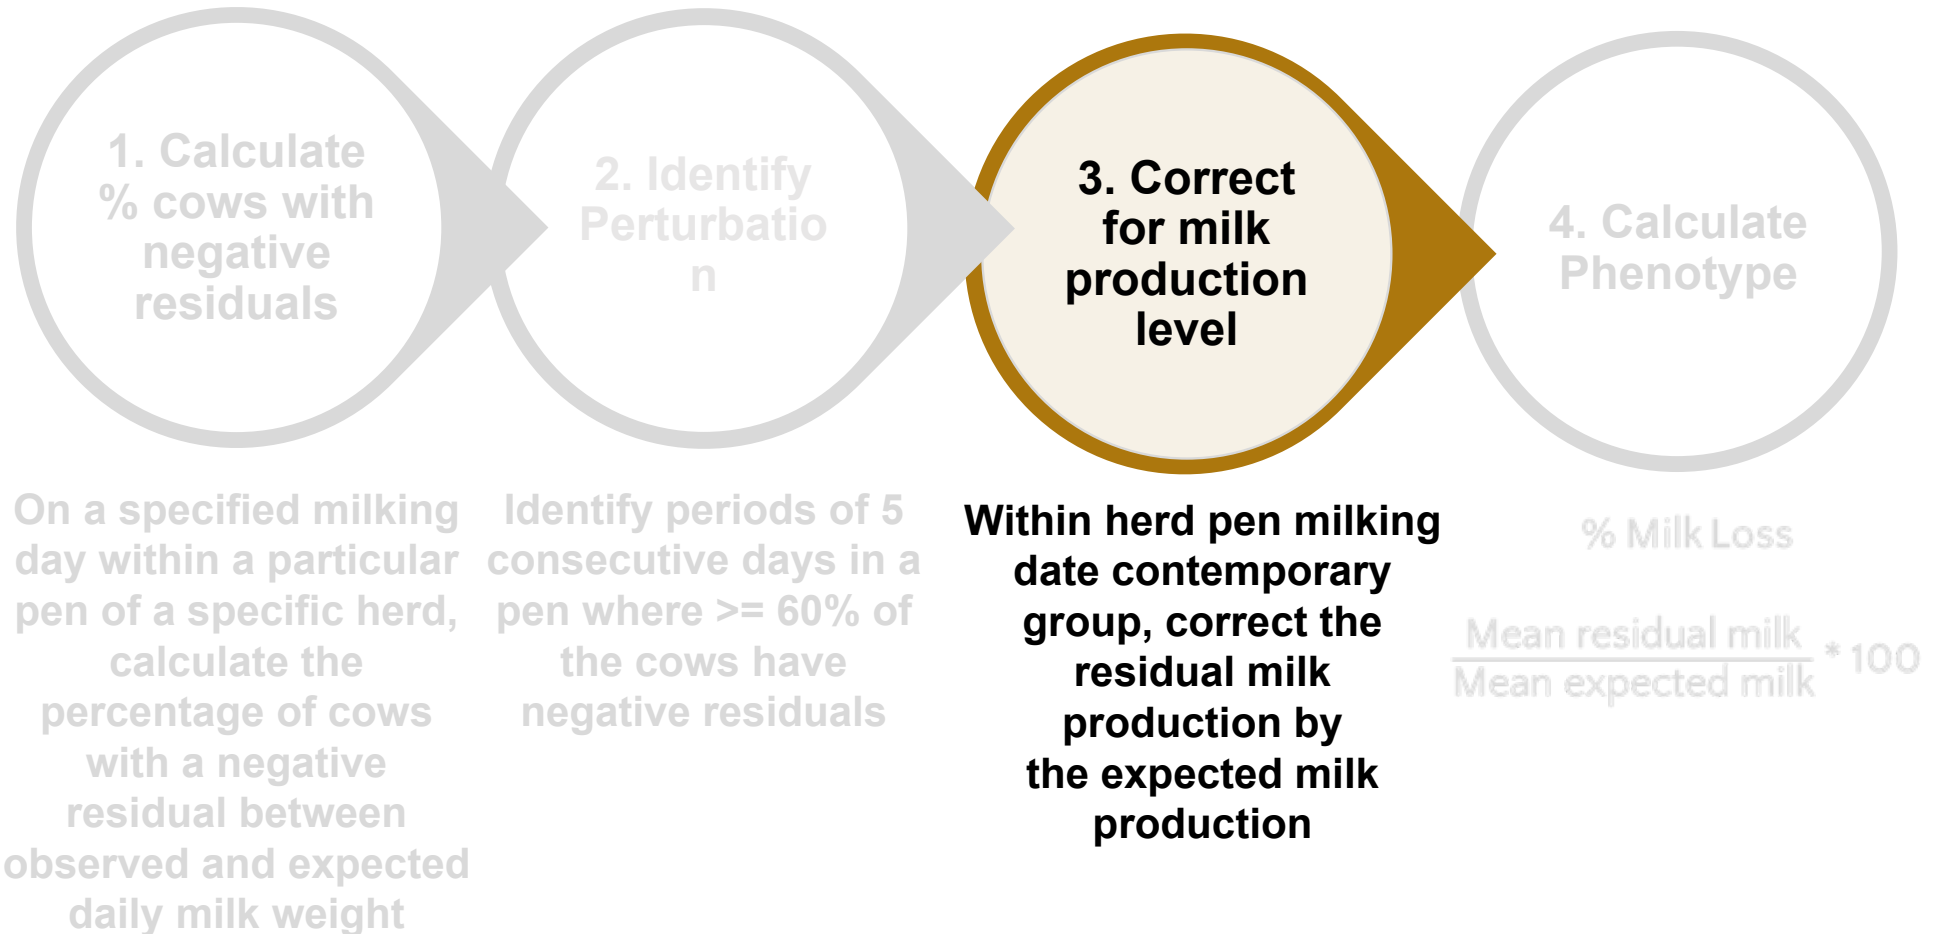 1. Calculate
% cows with
negative
residuals
2. Identify
Perturbatio
n
3. Correct
for milk
production
level
4. Calculate
Phenotype
On a specified milking
day within a particular
pen of a specific herd,
calculate the
percentage of cows
with a negative
residual between
observed and expected
daily milk weight
Identify periods of 5
consecutive days in a
pen where >= 60% of
the cows have
negative residuals
Within herd pen milking
date contemporary
group, correct the
residual milk
production by
the expected milk
production
% Milk Loss
Mean residual milk
Mean expected milk
* 100